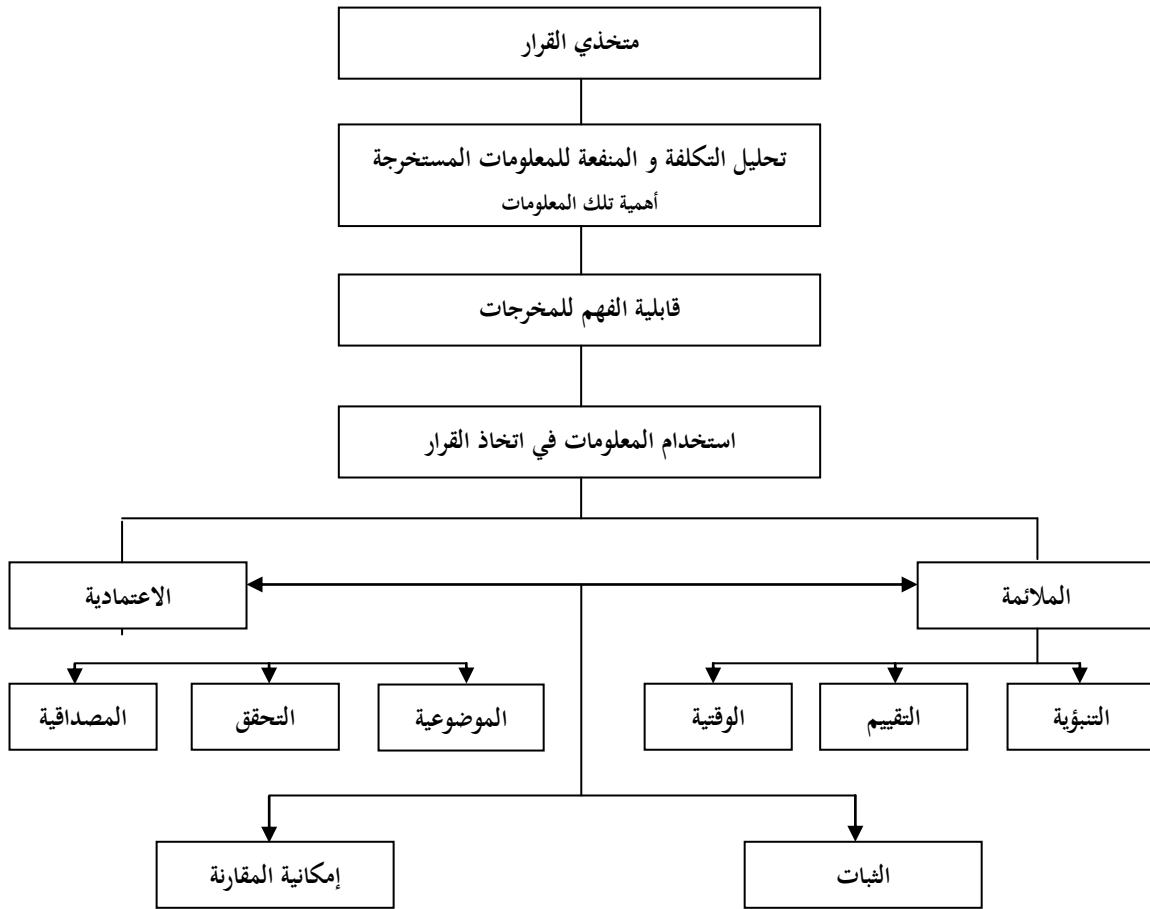 متخذي القرار
تحليل التكلفة و المنفعة للمعلومات المستخرجة
أهمية تلك المعلومات
قابلية الفهم للمخرجات
استخدام المعلومات في اتخاذ القرار
الملائمة
الاعتمادية
التنبؤية
التقييم
الوقتية
الموضوعية
التحقق
المصداقية
الثبات
إمكانية المقارنة